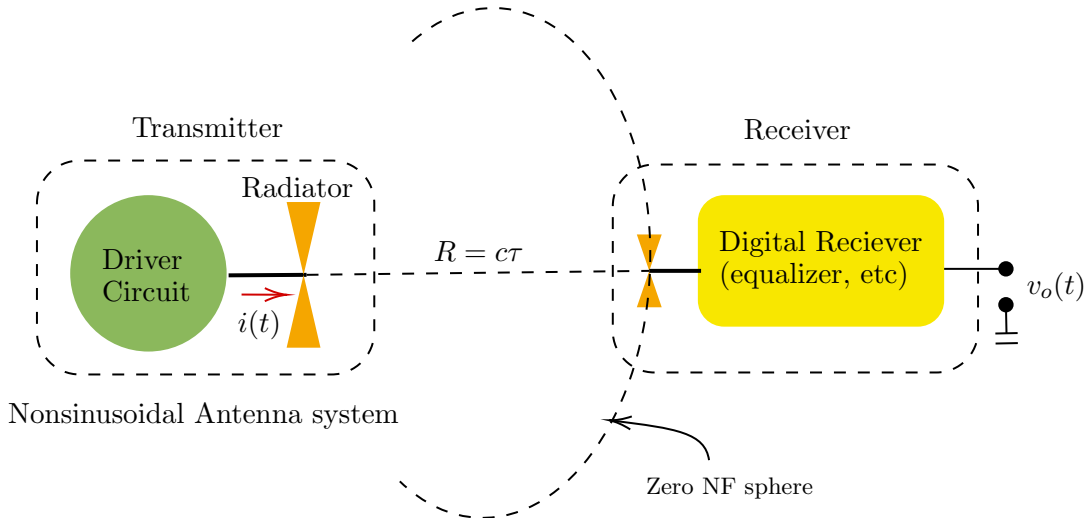 Transmitter
Receiver
Radiator
Driver
Circuit
i(t)
R = cτ
Digital Reciever
(equalizer, etc)
v_o(t)
Nonsinusoidal Antenna system
Zero NF sphere